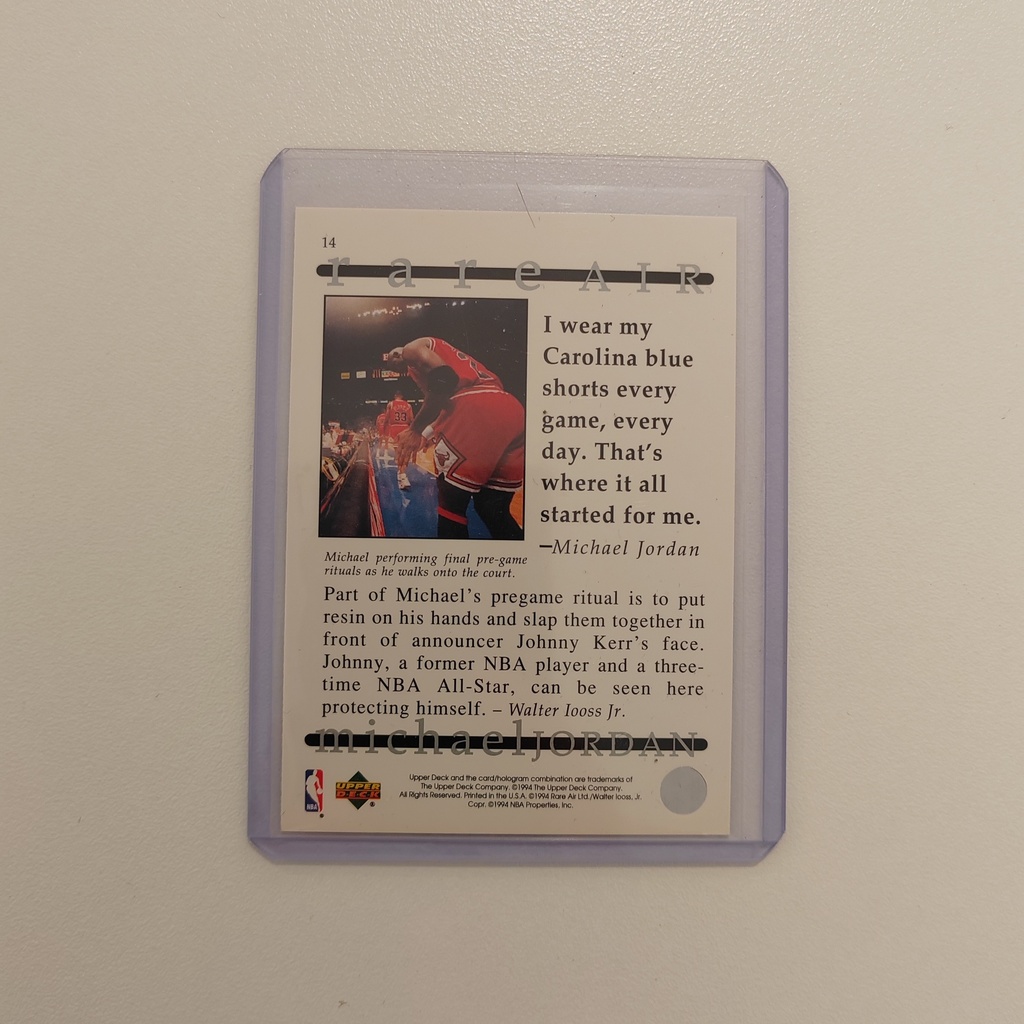 14
rare AIR
I wear my
Carolina blue
shorts every
game, every
day. That's
where it all
started for me.
—Michael Jordan
33
Michael performing final pre-game
rituals as he walks onto the court.
Part of Michael's pregame ritual is to put
resin on his hands and slap them together in
front of announcer Johnny Kerr's face.
Johnny, a former NBA player and a three-
time NBA All-Star, can be seen here
protecting himself. – Walter Iooss Jr.
michael JORDAN
NBA
UPPER
DECK
®
Upper Deck and the card/hologram combination are trademarks of
The Upper Deck Company. ©1994 The Upper Deck Company.
All Rights Reserved. Printed in the U.S.A. ©1994 Rare Air Ltd./Walter Iooss, Jr.
Copr. ©1994 NBA Properties, Inc.